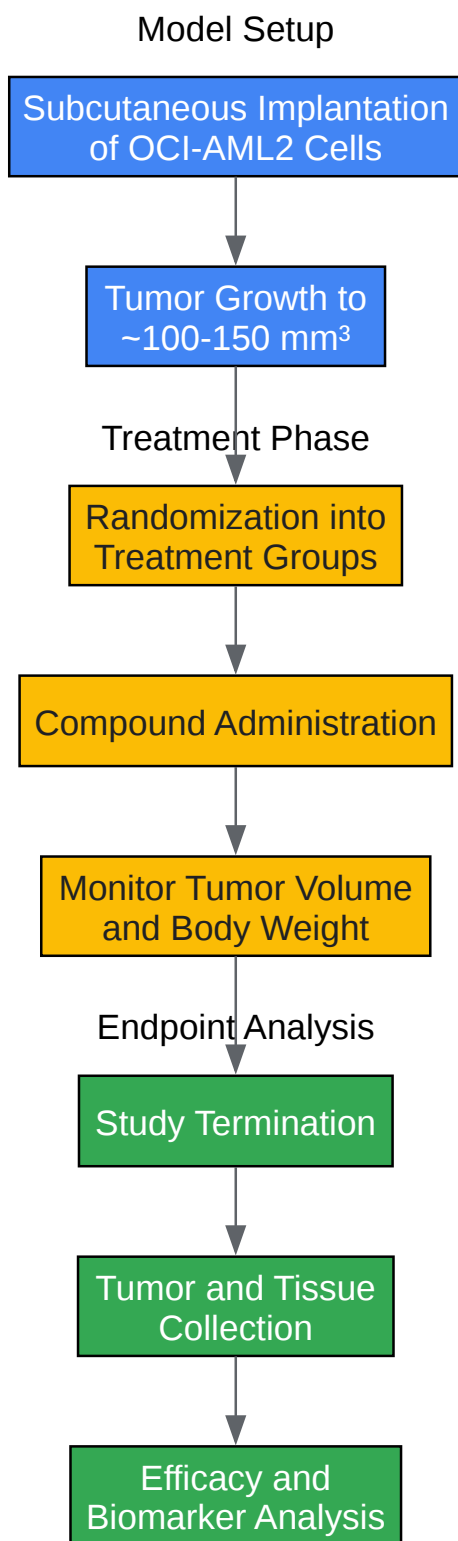 Model Setup
Subcutaneous Implantation
of OCI-AML2 Cells
Tumor Growth to
~100-150 mm³
Treatment Phase
Randomization into
Treatment Groups
Compound Administration
Monitor Tumor Volume
and Body Weight
Endpoint Analysis
Study Termination
Tumor and Tissue
Collection
Efficacy and
Biomarker Analysis